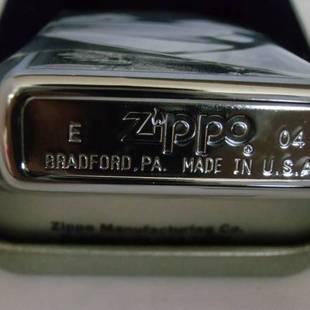 E Zippo ® 04
BRADFORD, PA. MADE IN U.S.A
Zippo Manufacturing Co.